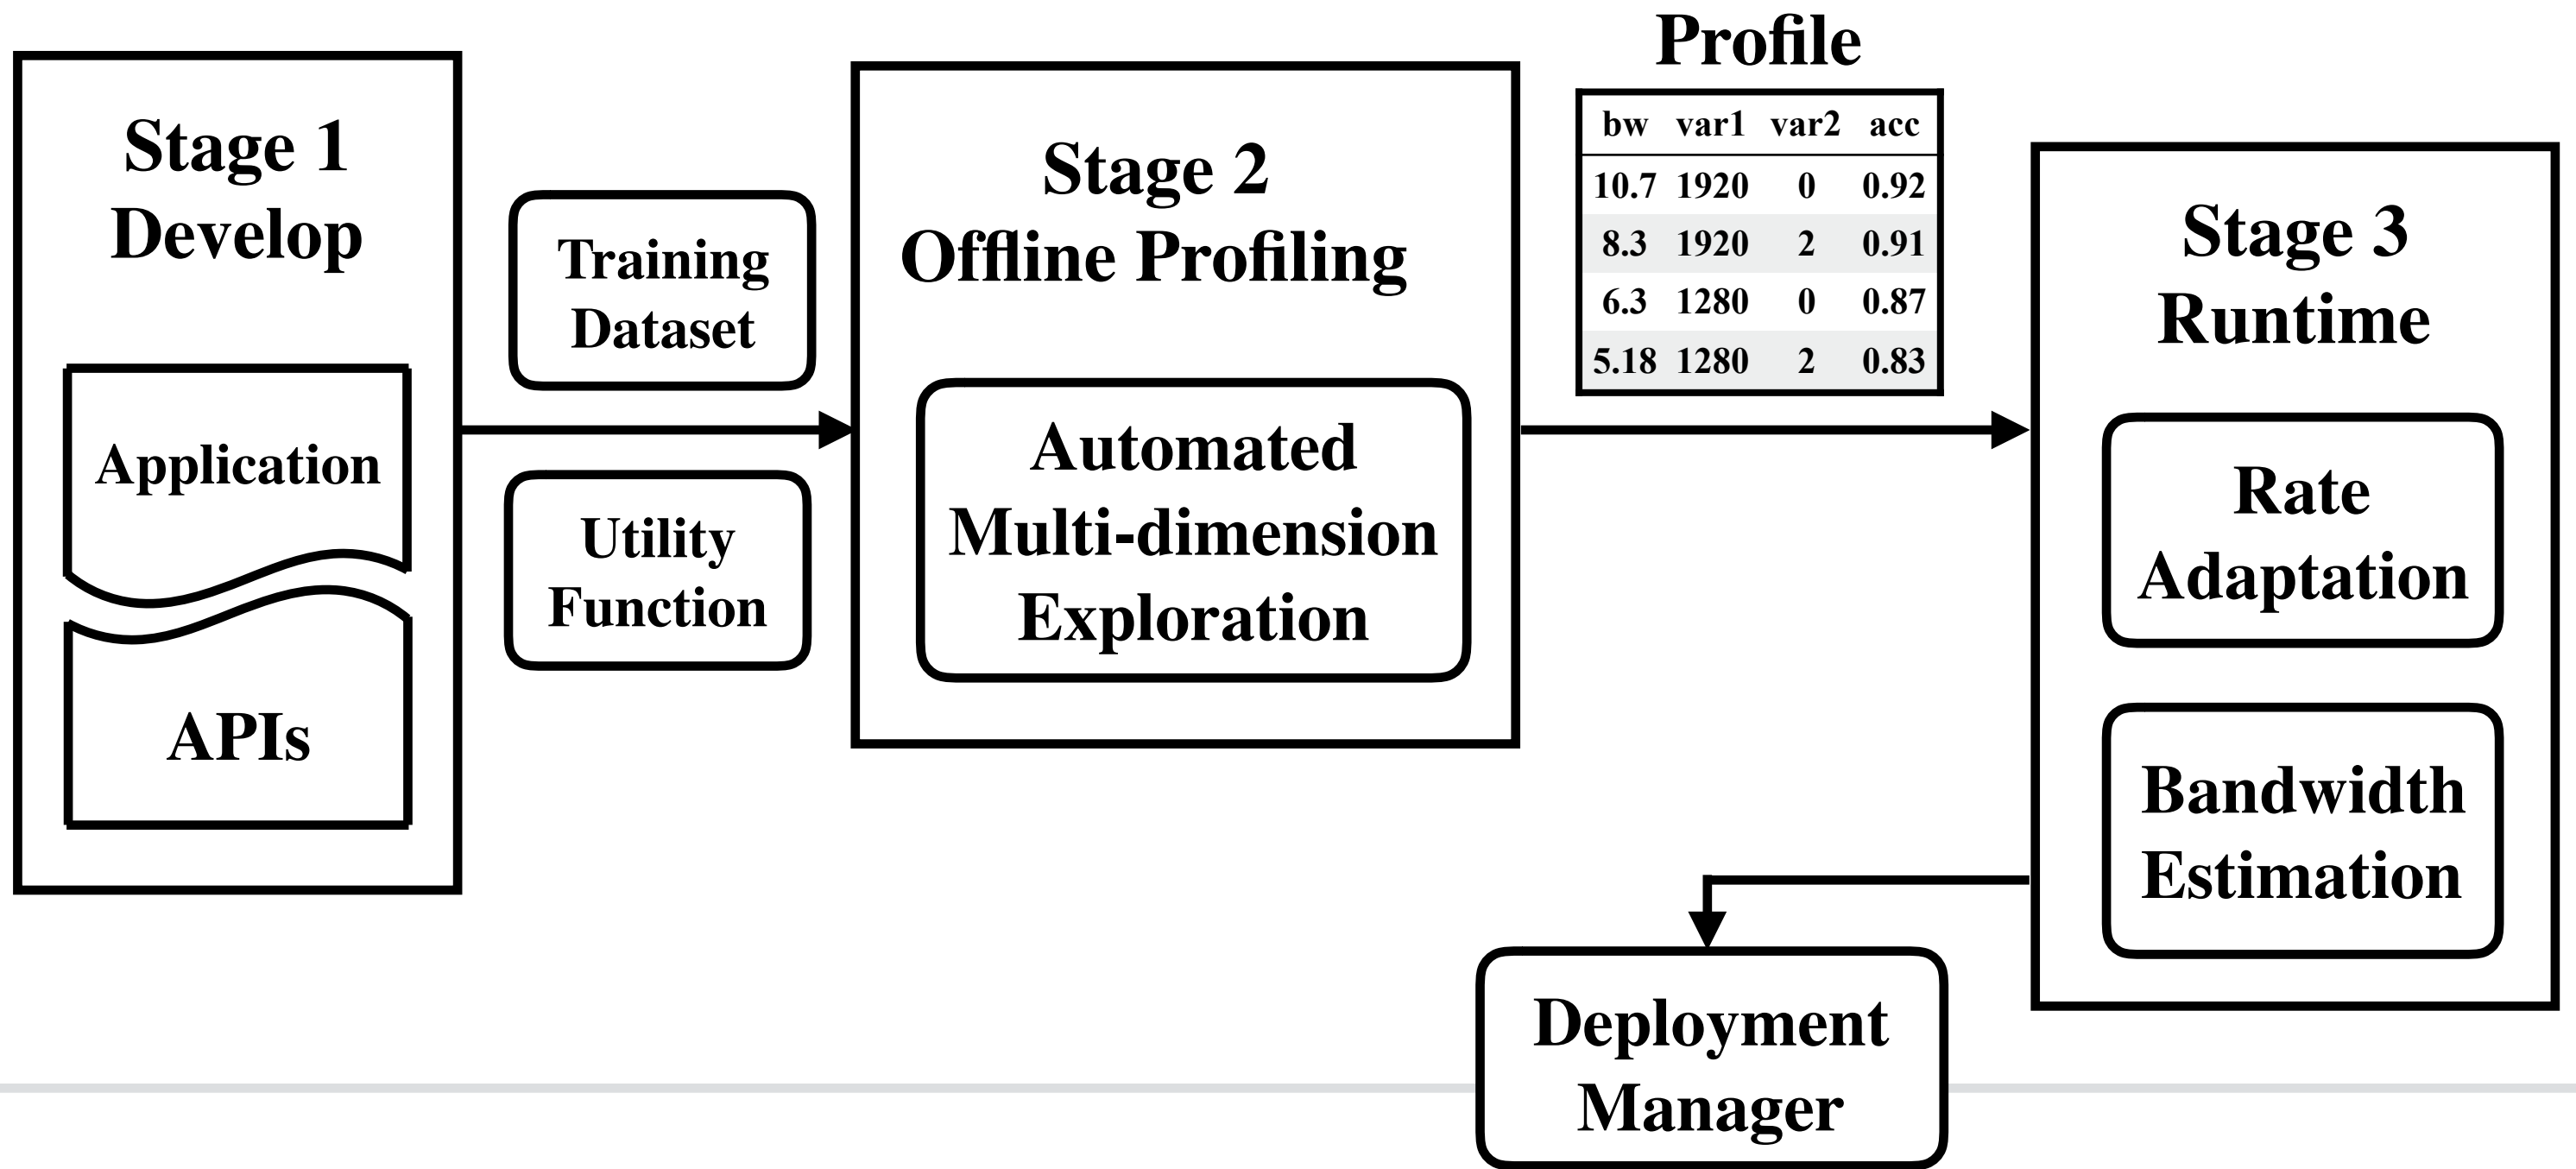 Stage 1
Develop
Application
APIs
Training
Dataset
Utility
Function
Stage 2
Offline Profiling
Automated
Multi-dimension
Exploration
Profile
bw var1 var2 acc
10.7 1920 0 0.92
8.3 1920 2 0.91
6.3 1280 0 0.87
5.18 1280 2 0.83
Stage 3
Runtime
Rate
Adaptation
Bandwidth
Estimation
Deployment
Manager